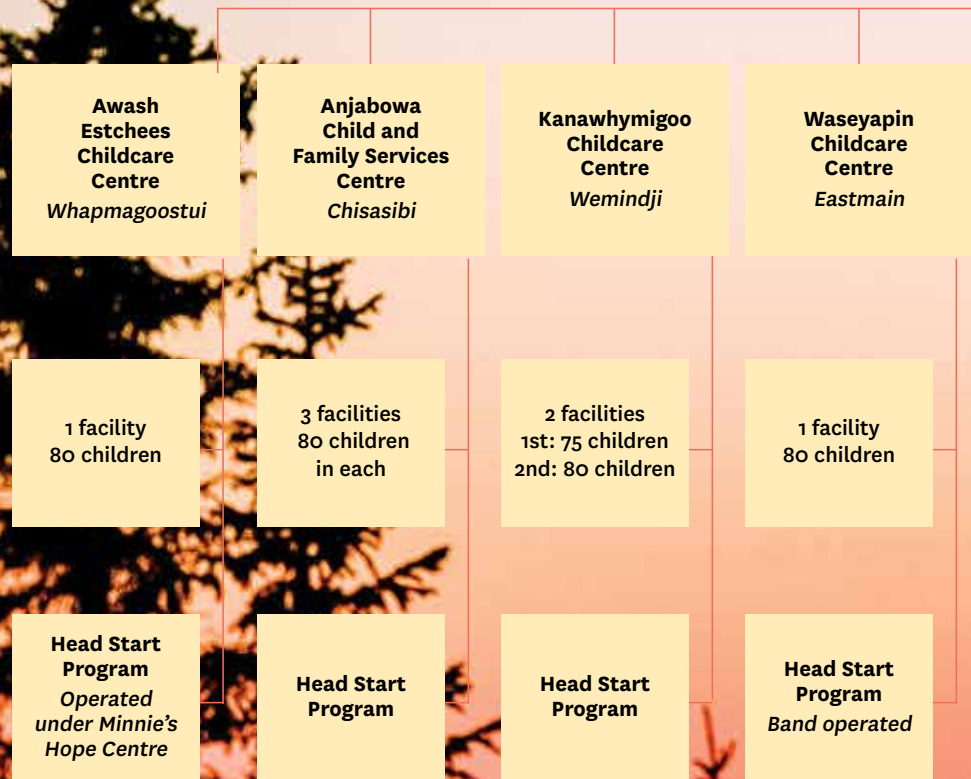 Awash
Estchees
Childcare
Centre
Whapmagoostui
Anjabowa
Child and
Family Services
Centre
Chisasibi
Kanawhymigoo
Childcare
Centre
Wemindji
Waseyapin
Childcare
Centre
Eastmain
1 facility
80 children
3 facilities
80 children
in each
2 facilities
1st: 75 children
2nd: 80 children
1 facility
80 children
Head Start
Program
Operated
under Minnie's
Hope Centre
Head Start
Program
Head Start
Program
Head Start
Program
Band operated